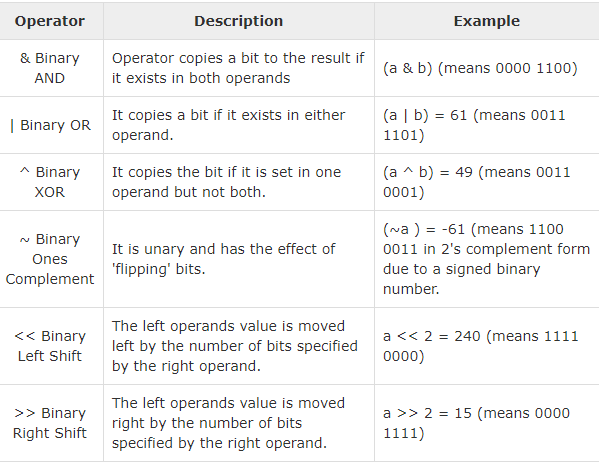 Operator Description Example
& Binary AND
Operator copies a bit to the result if
it exists in both operands
(a & b) (means 0000 1100)
| Binary OR
It copies a bit if it exists in either
operand.
(a | b) = 61 (means 0011
1101)
^ Binary
XOR
It copies the bit if it is set in one
operand but not both.
(a ^ b) = 49 (means 0011
0001)
~ Binary
Ones
Complement
It is unary and has the effect of
'flipping' bits.
(~a ) = -61 (means 1100
0011 in 2's complement form
due to a signed binary
number.
<< Binary
Left Shift
The left operands value is moved
left by the number of bits specified
by the right operand.
a << 2 = 240 (means 1111
0000)
>> Binary
Right Shift
The left operands value is moved
right by the number of bits
specified by the right operand.
a >> 2 = 15 (means 0000
1111)